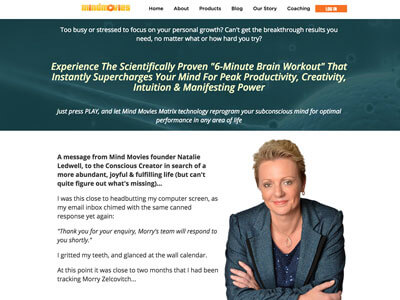 mindmovies
Home Products Blog Our Story Coaching LOG IN
Too busy or stressed to focus on your personal growth? Can't get the breakthrough results you
need, no matter what or how hard you try?
Experience The Scientifically Proven "6-Minute Brain Workout" That
Instantly Supercharges Your Mind For Peak Productivity, Creativity,
Intuition & Manifesting Power
Just press PLAY, and let Mind Movies Matrix technology reprogram your subconscious mind for optimal
performance in any area of life
A message from Mind Movies founder Natalie
Ledwell, to the Conscious Creator in search of
a more abundant, joyful & fulfilling life (but can't
quite figure out what's missing)...
I was this close to headbutting my computer screen, as
my email inbox chimed with the same canned
response yet again:
"Thank you for your enquiry, Morry's team will respond to
you shortly."
I gritted my teeth, and glanced at the wall calendar.
At this point it was close to two months that I had been
tracking Morry Zelcovitch...